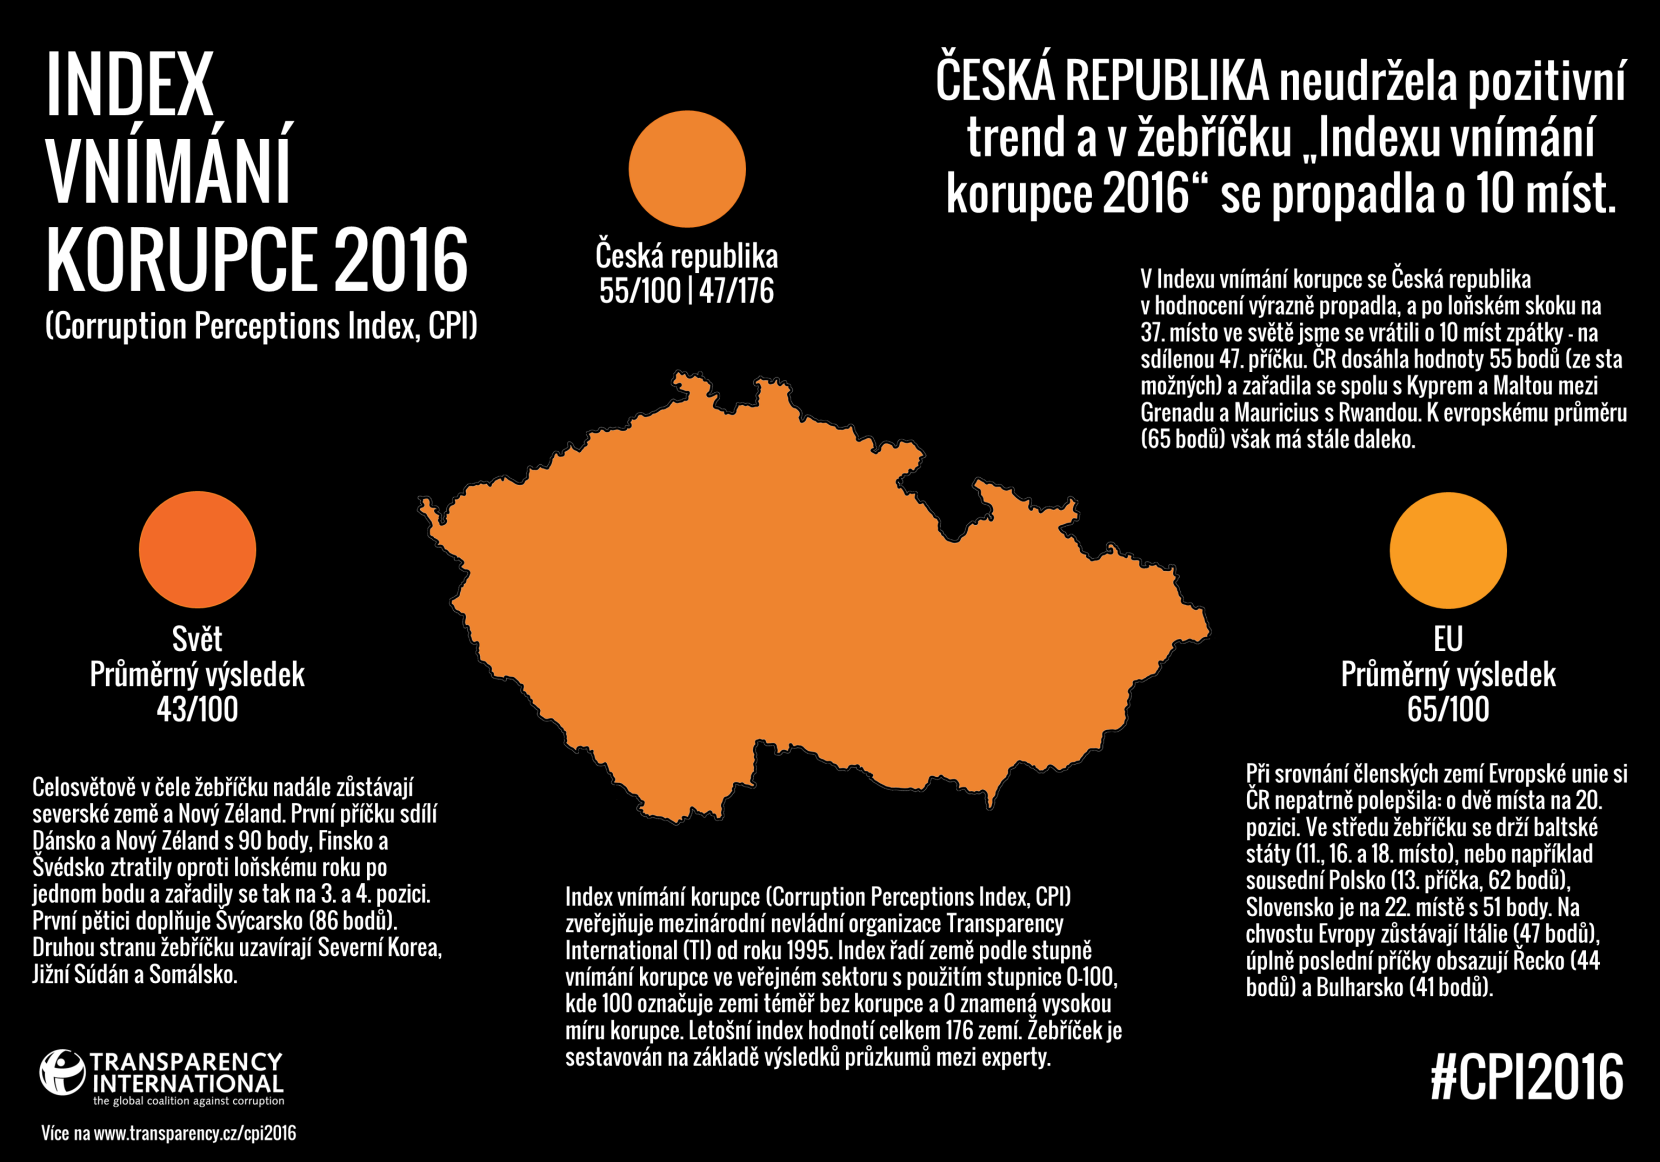 INDEX
VNÍMÁNÍ
KORUPCE 2016
(Corruption Perceptions Index, CPI)
Česká republika
55/100 | 47/176
ČESKÁ REPUBLIKA neudržela pozitivní
trend a v žebříčku „Indexu vnímání
korupce 2016“ se propadla o 10 míst.
V Indexu vnímání korupce se Česká republika
v hodnocení výrazně propadla, a po loňském skoku na
37. místo ve světě jsme se vrátili o 10 míst zpátky - na
sdílenou 47. příčku. ČR dosáhla hodnoty 55 bodů (ze sta
možných) a zařadila se spolu s Kyprem a Maltou mezi
Grenadu a Mauricius s Rwandou. K evropskému průměru
(65 bodů) však má stále daleko.
Svět
Průměrný výsledek
43/100
EU
Průměrný výsledek
65/100
Celosvětově v čele žebříčku nadále zůstávají
severské země a Nový Zéland. První příčku sdílí
Dánsko a Nový Zéland s 90 body, Finsko a
Švédsko ztratily oproti loňskému roku po
jednom bodu a zařadily se tak na 3. a 4. pozici.
První pětici doplňuje Švýcarsko (86 bodů).
Druhou stranu žebříčku uzavírají Severní Korea,
Jižní Súdán a Somálsko.
Index vnímání korupce (Corruption Perceptions Index, CPI)
zveřejňuje mezinárodní nevládní organizace Transparency
International (TI) od roku 1995. Index řadí země podle stupně
vnímání korupce ve veřejném sektoru s použitím stupnice 0-100,
kde 100 označuje zemi téměř bez korupce a 0 znamená vysokou
míru korupce. Letošní index hodnotí celkem 176 zemí. Žebříček je
sestavován na základě výsledků průzkumů mezi experty.
Při srovnání členských zemí Evropské unie si
ČR nepatrně polepšila: o dvě místa na 20.
pozici. Ve středu žebříčku se drží baltské
státy (11., 16. a 18. místo), nebo například
sousední Polsko (13. příčka, 62 bodů),
Slovensko je na 22. místě s 51 body. Na
chvostu Evropy zůstávají Itálie (47 bodů),
úplně poslední příčky obsazují Řecko (44
bodů) a Bulharsko (41 bodů).
TRANSPARENCY
INTERNATIONAL
the global coalition against corruption
Více na www.transparency.cz/cpi2016
#CPI2016